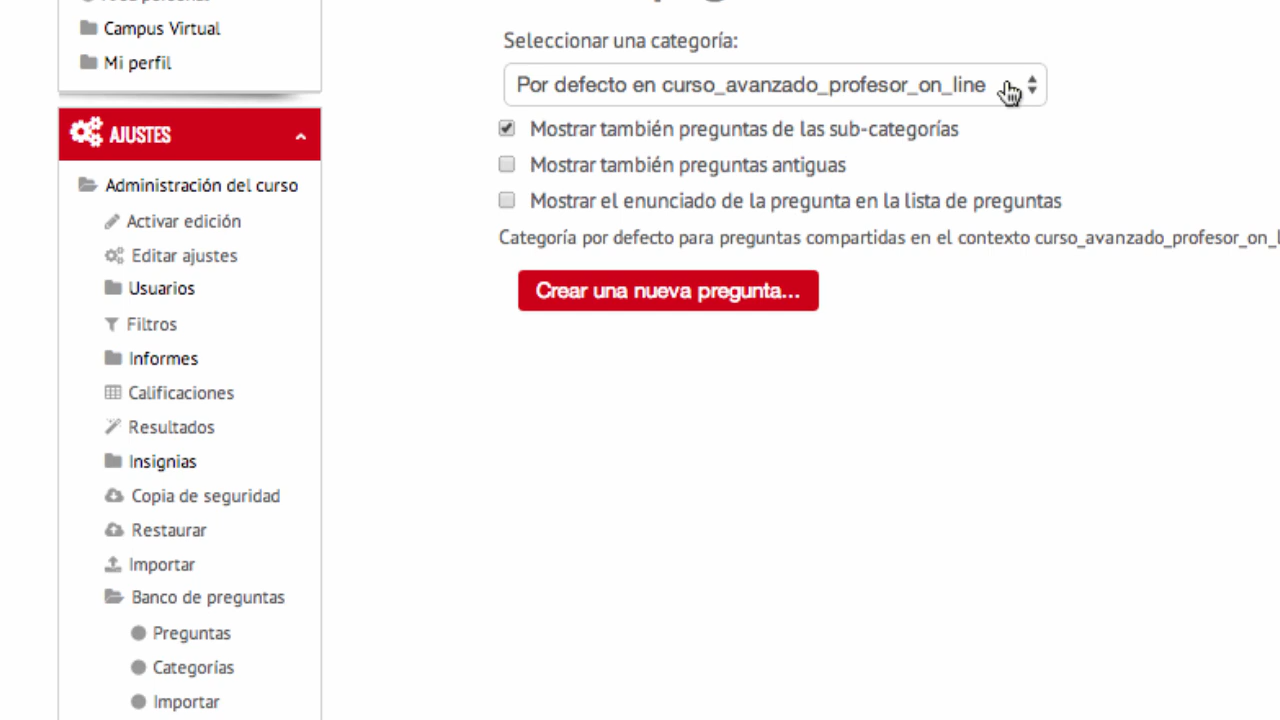 Campus Virtual
Mi perfil
AJUSTES
Administración del curso
Activar edición
Editar ajustes
Usuarios
Filtros
Informes
Calificaciones
Resultados
Insignias
Copia de seguridad
Restaurar
Importar
Banco de preguntas
Preguntas
Categorías
Importar
Seleccionar una categoría:
Por defecto en curso_avanzado_profesor_on_line
Mostrar también preguntas de las sub-categorías
Mostrar también preguntas antiguas
Mostrar el enunciado de la pregunta en la lista de preguntas
Categoría por defecto para preguntas compartidas en el contexto curso_avanzado_profesor_on_l
Crear una nueva pregunta...